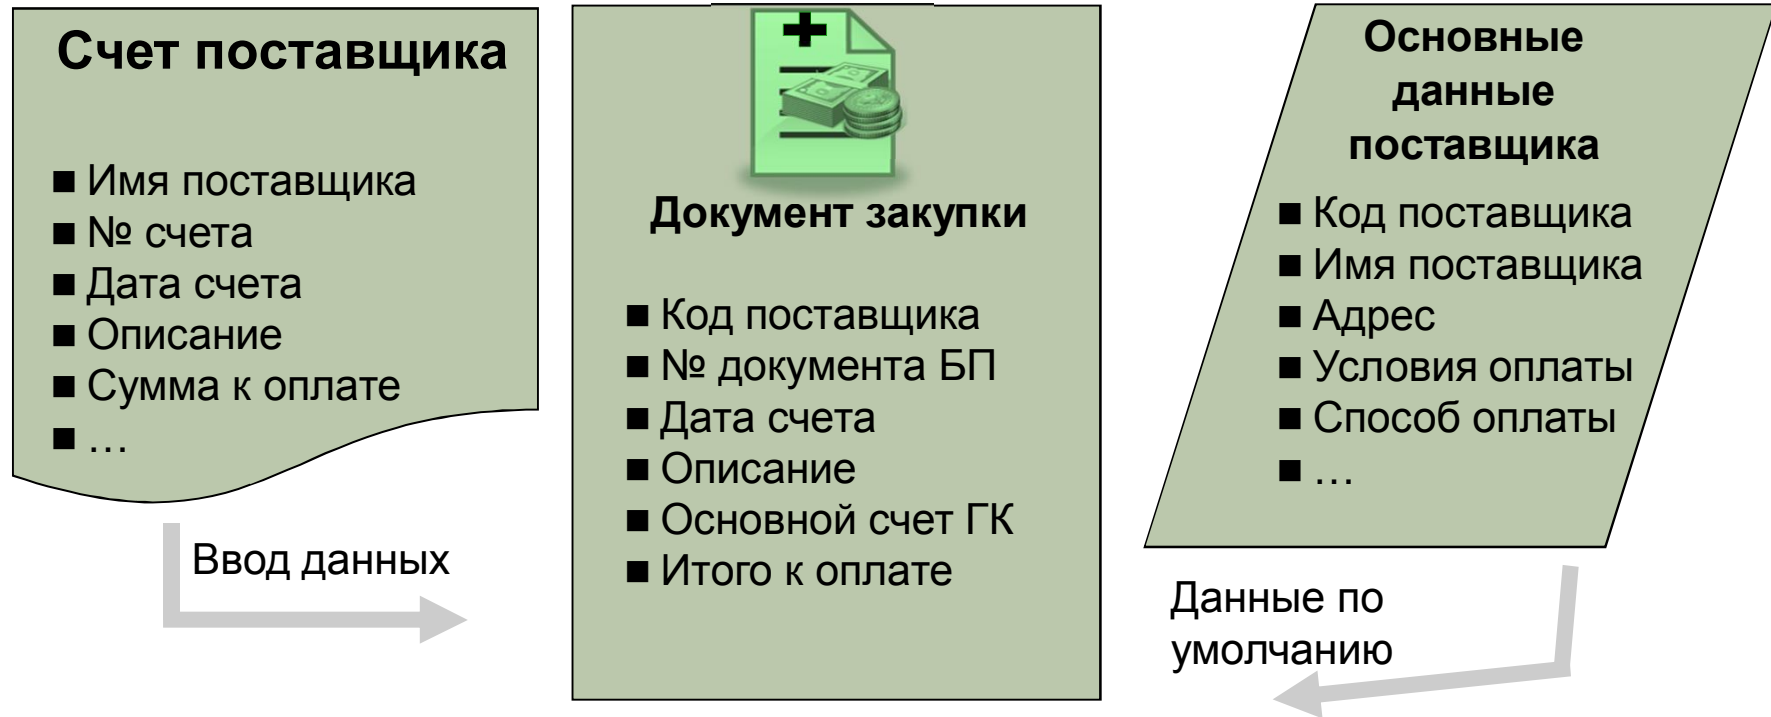 Счет поставщика
■ Имя поставщика
■ № счета
■ Дата счета
■ Описание
■ Сумма к оплате
■ …
Ввод данных
Документ закупки
■ Код поставщика
■ № документа БП
■ Дата счета
■ Описание
■ Основной счет ГК
■ Итого к оплате
Основные
данные
поставщика
■ Код поставщика
■ Имя поставщика
■ Адрес
■ Условия оплаты
■ Способ оплаты
■ …
Данные по
умолчанию